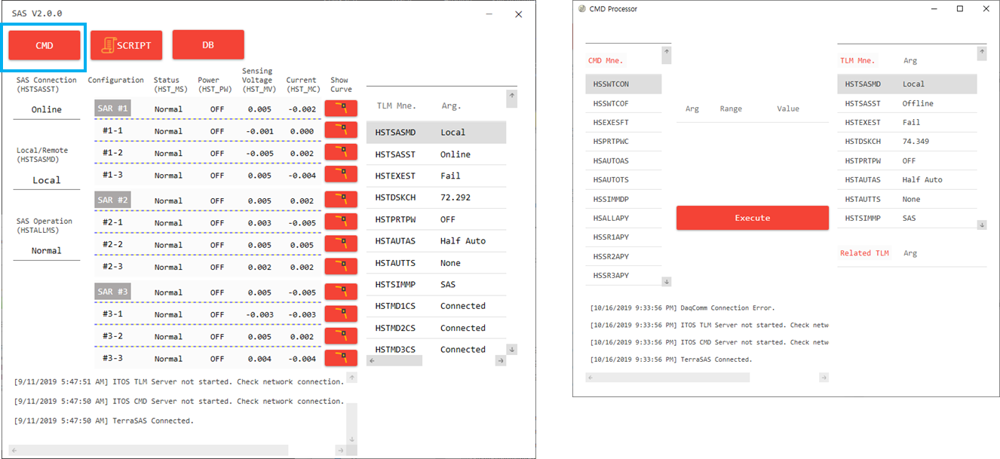 SAS V2.0.0
CMD
SCRIPT
DB
SAS Connection
(HSTSASST)
Online
Local/Remote
(HSTSASMD)
Local
SAS Operation
(HSTALLMS)
Normal
Configuration Status (HST_MS) Power (HST_PW) Sensing Voltage (HST_MV) Current (HST_MC) Show Curve
SAR #1 Normal OFF 0.005 -0.002
#1-1 Normal OFF -0.001 0.000
#1-2 Normal OFF -0.005 0.002
#1-3 Normal OFF 0.005 -0.004
SAR #2 Normal OFF 0.005 0.002
#2-1 Normal OFF 0.003 -0.005
#2-2 Normal OFF 0.005 0.005
#2-3 Normal OFF 0.002 0.002
SAR #3 Normal OFF 0.005 -0.005
#3-1 Normal OFF -0.003 -0.003
#3-2 Normal OFF 0.005 0.002
#3-3 Normal OFF 0.004 -0.004
TLM Mne. Arg.
HSTSASMD Local
HSTSASST Online
HSTEXEST Fail
HSTDSKCH 72.292
HSTPRTPW OFF
HSTAUTAS Half Auto
HSTAUTTS None
HSTSIMMP SAS
HSTMD1CS Connected
HSTMD2CS Connected
HSTMD3CS Connected
[9/11/2019 5:47:51 AM] ITOS TLM Server not started. Check network connection.
[9/11/2019 5:47:50 AM] ITOS CMD Server not started. Check network connection.
[9/11/2019 5:47:50 AM] TerraSAS Connected.
CMD Processor
CMD Mne.
HSSWTCON
HSSWTCOF
HSEXESFT
HSPRTPWC
HSAUTOAS
HSAUTOTS
HSSIMMDP
HSALLAPY
HSSR1APY
HSSR2APY
HSSR3APY
Arg Range Value
Execute
TLM Mne. Arg
HSTSASMD Local
HSTSASST Offline
HSTEXEST Fail
HSTDSKCH 74.349
HSTPRTPW OFF
HSTAUTAS Half Auto
HSTAUTTS None
HSTSIMMP SAS
Related TLM Arg
[10/16/2019 9:33:56 PM] DaqComm Connection Error.
[10/16/2019 9:33:56 PM] ITOS TLM Server not started. Check netw
[10/16/2019 9:33:56 PM] ITOS CMD Server not started. Check netw
[10/16/2019 9:33:56 PM] TerraSAS Connected.